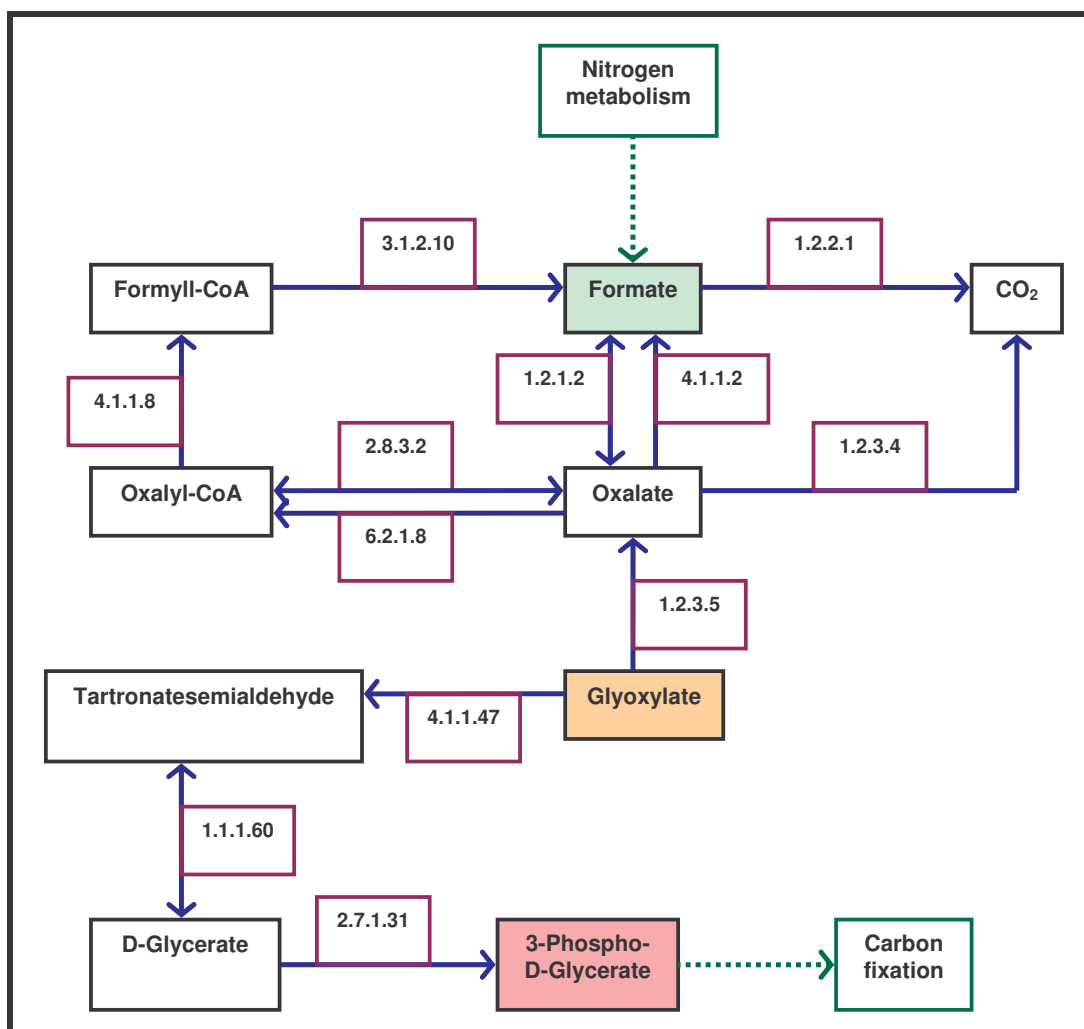 Nitrogen
metabolism
3.1.2.10
1.2.2.1
Formyll-CoA
Formate
CO₂
1.2.1.2
4.1.1.2
4.1.1.8
2.8.3.2
1.2.3.4
Oxalyl-CoA
Oxalate
6.2.1.8
1.2.3.5
Tartronatesemialdehyde
Glyoxylate
4.1.1.47
1.1.1.60
2.7.1.31
D-Glycerate
3-Phospho-
D-Glycerate
Carbon
fixation